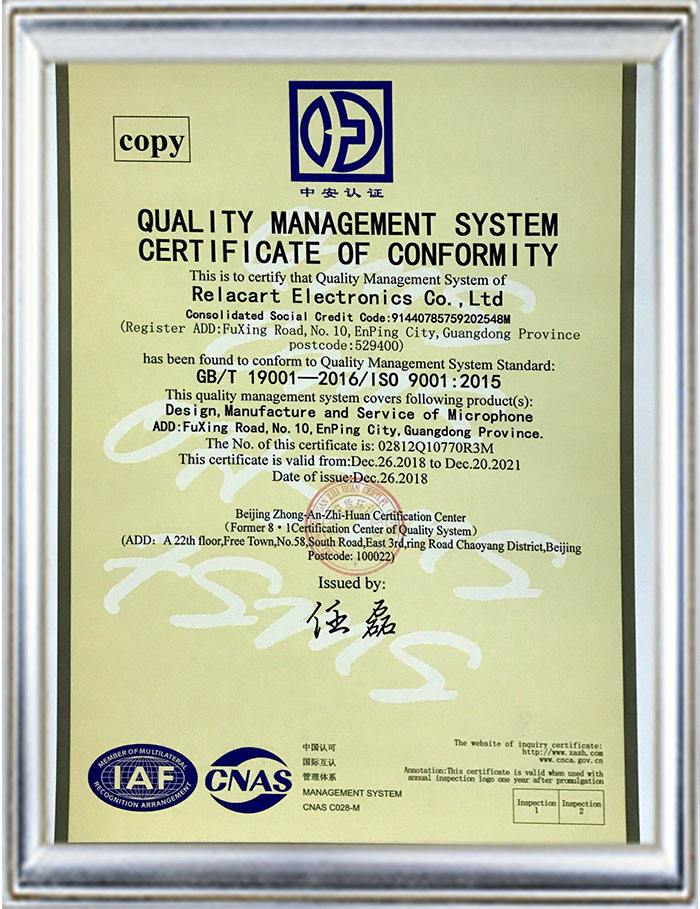 copy
中安认证
QUALITY MANAGEMENT SYSTEM
CERTIFICATE OF CONFORMITY
This is to certify that Quality Management System of
Relacart Electronics Co.,Ltd
Consolidated Social Credit Code:91440785759202548M
(Register ADD:FuXing Road,No.10,EnPing City,Guangdong Province
postcode:529400)
has been found to conform to Quality Management System Standard:
GB/T 19001—2016/ISO 9001:2015
This quality management system covers following product(s):
Design,Manufacture and Service of Microphone
ADD:FuXing Road,No.10,EnPing City,Guangdong Province.
The No. of this certificate is: 02812Q10770R3M
This certificate is valid from:Dec.26.2018 to Dec.20.2021
Date of issue:Dec.26.2018
Beijing Zhong-An-Zhi-Huan Certification Center
(Former 8・1Certification Center of Quality System)
(ADD: A 22th floor,Free Town,No.58,South Road,East 3rd,ring Road Chaoyang District,Beijing
Postcode: 100022)
Issued by:
任磊
MEMBER OF MULTILATERAL
IAF
RECOGNITION ARRANGEMENT
CNAS
中国认可
国际互认
管理体系
MANAGEMENT SYSTEM
CNAS C028-M
The website of inquiry certificate:
http://www.zazh.com
www.cnca.gov.cn
Annotation:This certificate is valid when used with
annual inspection logo one year after promulgation
Inspection 1
Inspection 2